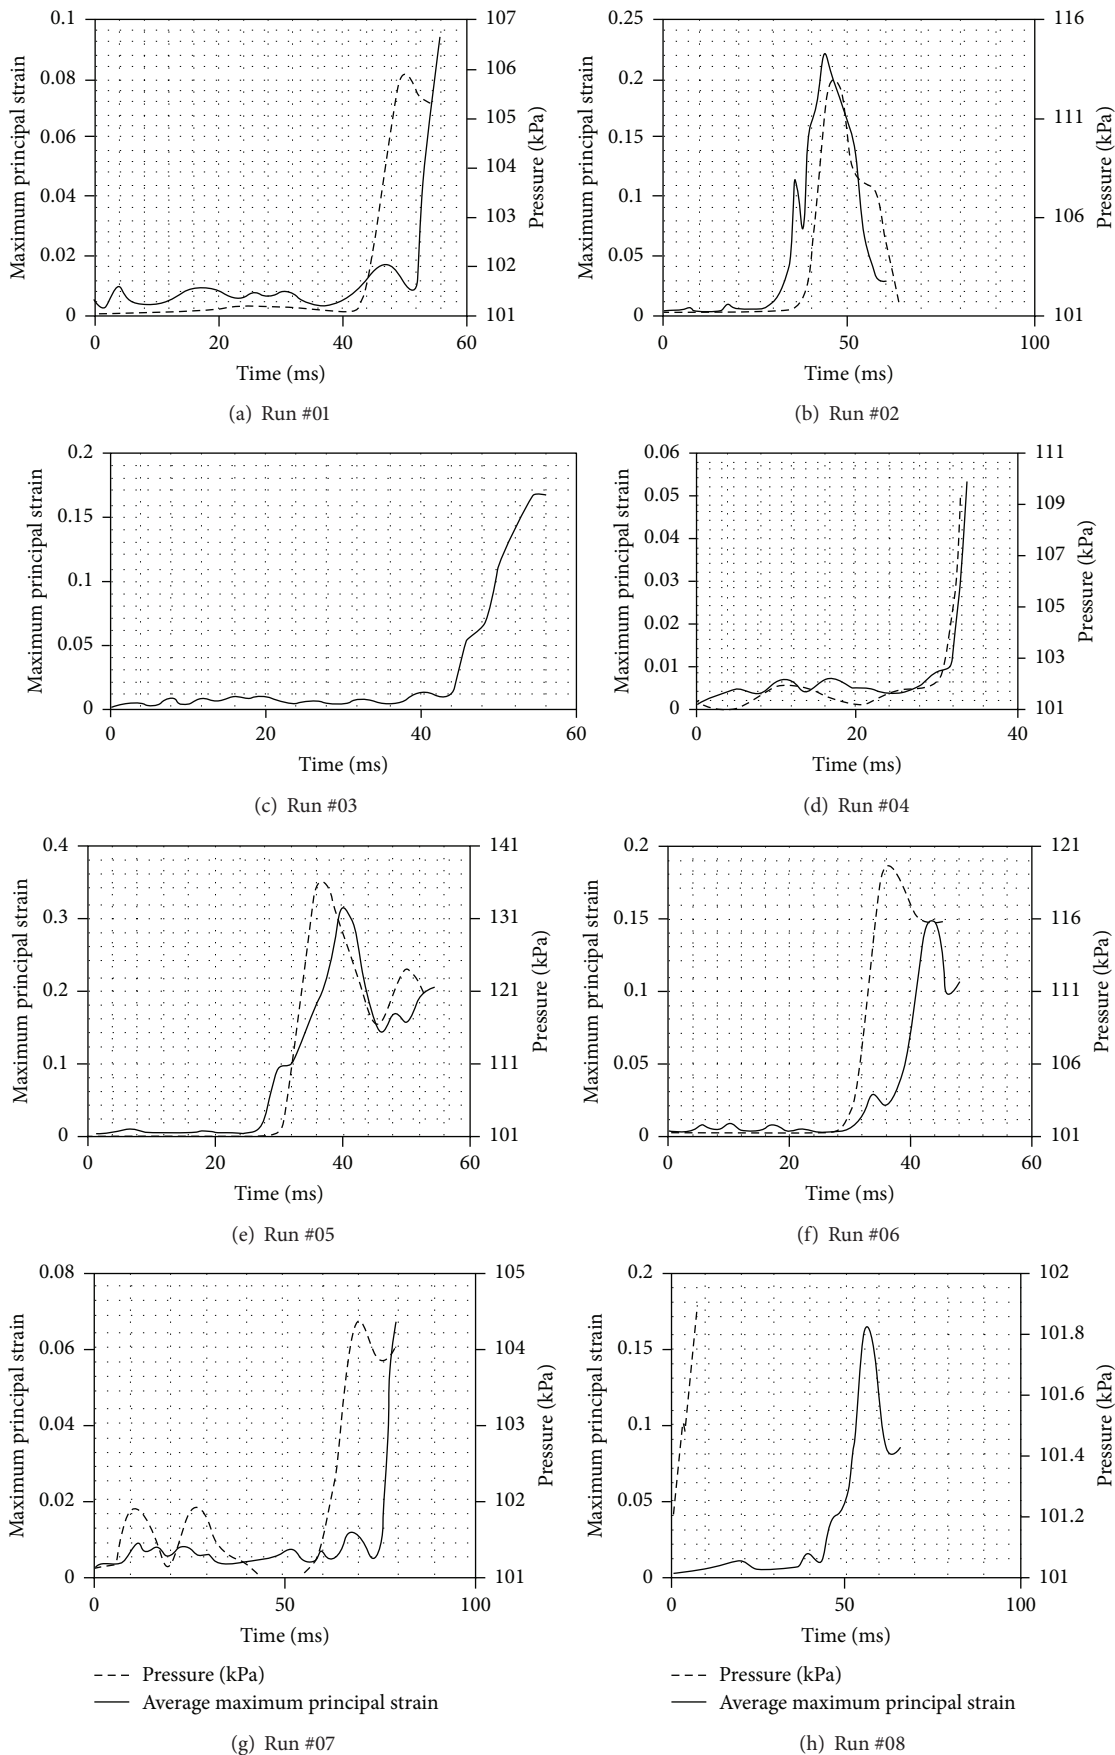 0.1
0.08
0.06
0.04
0.02
0
107
106
105
104
103
102
101
0 20 40 60
Maximum principal strain
Pressure (kPa)
Time (ms)
(a) Run #01
0.25
0.2
0.15
0.1
0.05
0
116
111
106
101
0 50 100
Maximum principal strain
Pressure (kPa)
Time (ms)
(b) Run #02
0.2
0.15
0.1
0.05
0
0 20 40 60
Maximum principal strain
Time (ms)
(c) Run #03
0.06
0.05
0.04
0.03
0.02
0.01
0
111
109
107
105
103
101
0 20 40
Maximum principal strain
Pressure (kPa)
Time (ms)
(d) Run #04
0.4
0.3
0.2
0.1
0
141
131
121
111
101
0 20 40 60
Maximum principal strain
Pressure (kPa)
Time (ms)
(e) Run #05
0.2
0.15
0.1
0.05
0
121
116
111
106
101
0 20 40 60
Maximum principal strain
Pressure (kPa)
Time (ms)
(f) Run #06
0.08
0.06
0.04
0.02
0
105
104
103
102
101
0 50 100
Maximum principal strain
Pressure (kPa)
Time (ms)
Pressure (kPa)
Average maximum principal strain
(g) Run #07
0.2
0.15
0.1
0.05
0
102
101.8
101.6
101.4
101.2
101
0 50 100
Maximum principal strain
Pressure (kPa)
Time (ms)
Pressure (kPa)
Average maximum principal strain
(h) Run #08